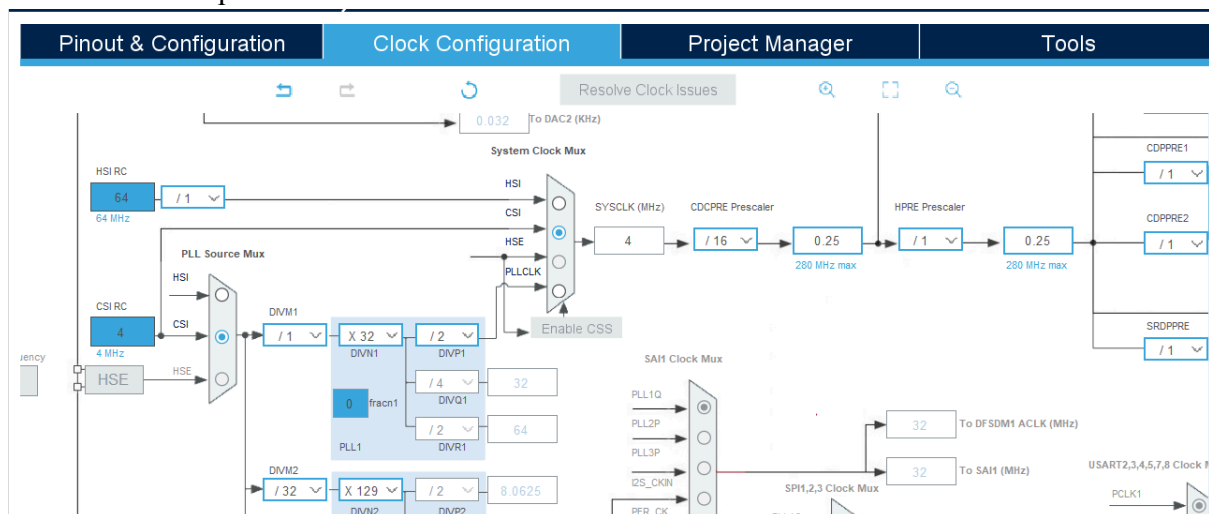 Pinout & Configuration
Clock Configuration
Project Manager
Tools
Resolve Clock Issues
0.032 To DAC2 (KHz)
System Clock Mux
CDPPRE1
HSI RC
HSI
/ 1
64
/ 1
64 MHz
SYSCLK (MHz)
CDCPRE Prescaler
HPRE Prescaler
CSI
CDPPRE2
4
/ 16
0.25
/ 1
0.25
/ 1
HSE
280 MHz max
280 MHz max
PLL Source Mux
PLLCLK
HSI
CSI RC
DIVM1
CSI
Enable CSS
SRDPPRE
4
/ 1
X 32
/ 2
/ 1
4 MHz
DIVN1
DIVP1
SAI1 Clock Mux
HSE
HSE
/ 4
32
DIVQ1
PLL1Q
0
fracn1
PLL2P
32
To DFSDM1 ACLK (MHz)
/ 2
64
PLL1
DIVR1
PLL3P
DIVM2
I2S_CKIN
32
To SAI1 (MHz)
/ 32
X 129
/ 2
8.0625
SPI1,2,3 Clock Mux
USART2,3,4,5,7,8 Clock
PCLK1
DIVN2
DIVP2
PER_CK